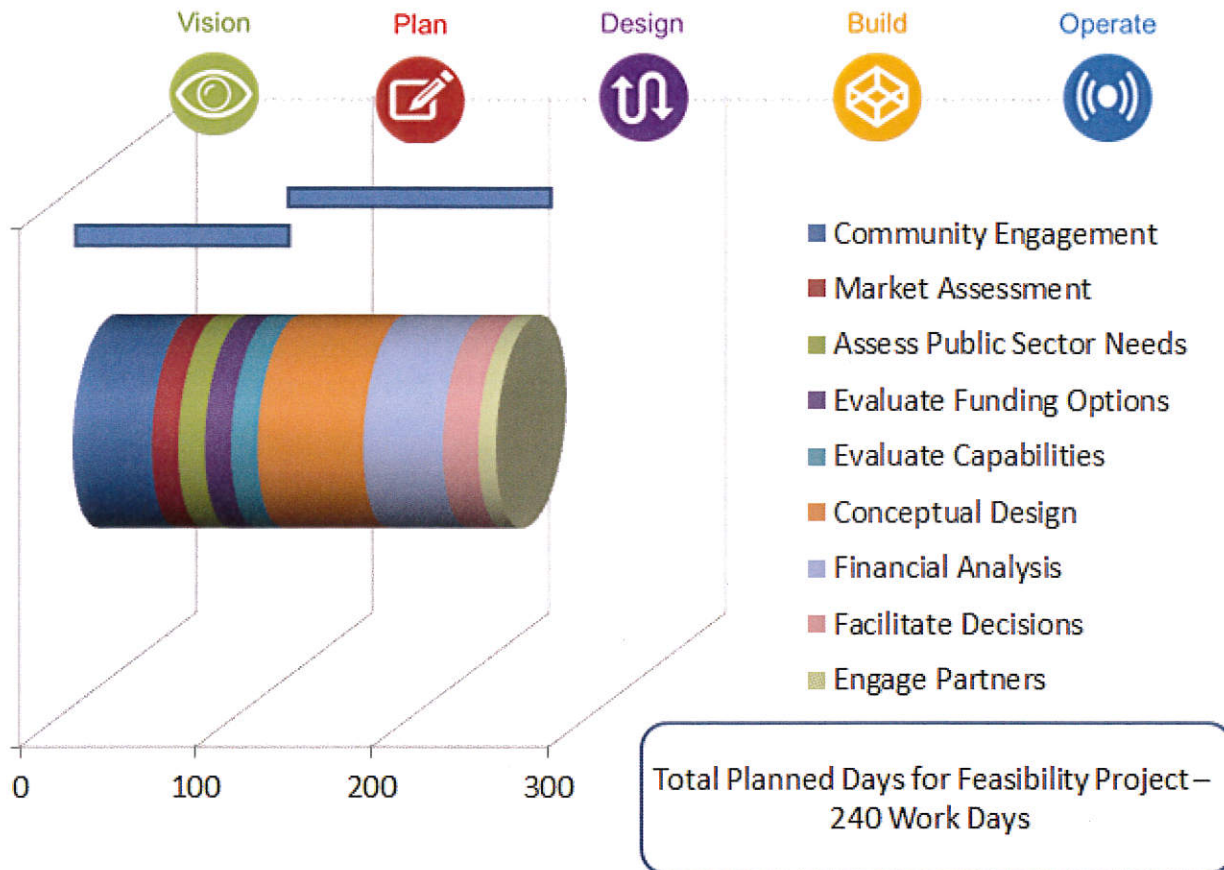 Vision
Plan
Design
Build
Operate
Community Engagement
Market Assessment
Assess Public Sector Needs
Evaluate Funding Options
Evaluate Capabilities
Conceptual Design
Financial Analysis
Facilitate Decisions
Engage Partners
0
100
200
300
Total Planned Days for Feasibility Project –
240 Work Days